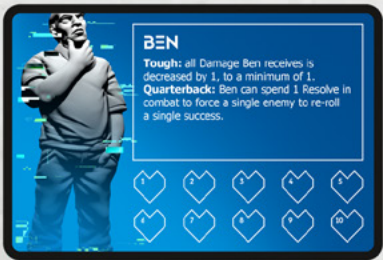 BEN
Tough: all Damage Ben receives is
decreased by 1, to a minimum of 1.
Quarterback: Ben can spend 1 Resolve in
combat to force a single enemy to re-roll
a single success.
1 2 3 4 5
6 7 8 9 10